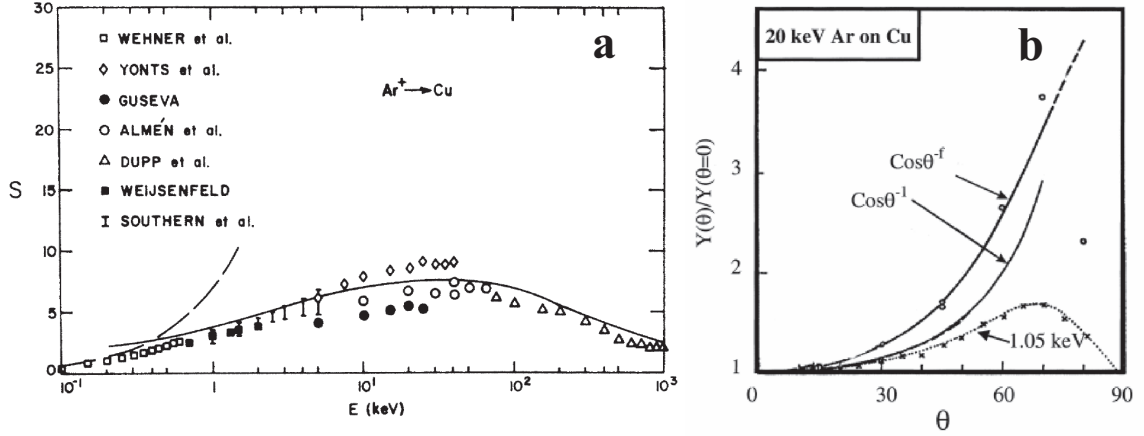 30
25
20
15
10
5
0
S
WEHNER et al.
YONTS et al.
GUSEVA
ALMÉN et al.
DUPP et al.
WEIJSENFELD
SOUTHERN et al.
a
Ar⁺→Cu
10⁻¹
1
10¹
10²
10³
E (keV)
20 keV Ar on Cu
b
4
3
2
1
Y(θ)/Y(θ=0)
Cosθ⁻ᶠ
Cosθ⁻¹
1.05 keV
0
30
60
90
θ